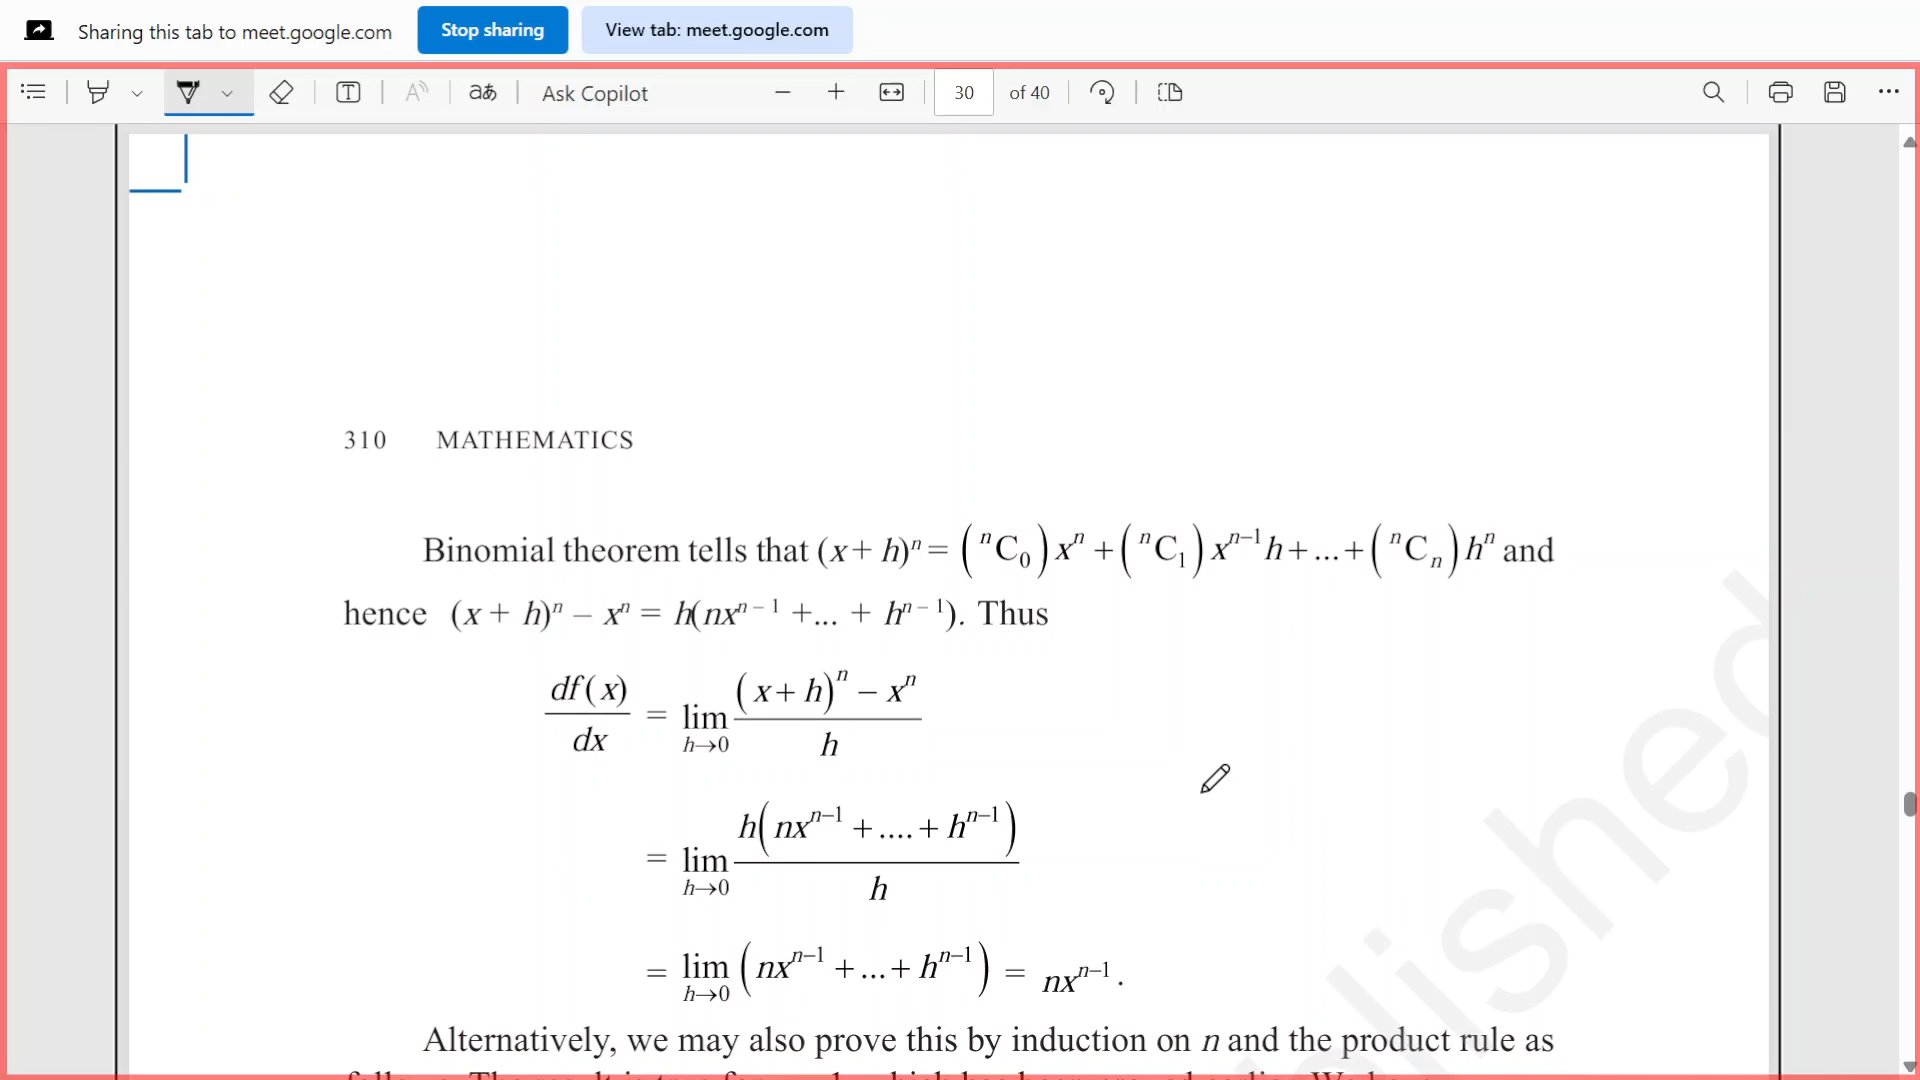 Sharing this tab to meet.google.com Stop sharing View tab: meet.google.com
Ask Copilot 30 of 40
310 MATHEMATICS
Binomial theorem tells that (x + h)ⁿ = (ⁿC₀) xⁿ + (ⁿC₁) xⁿ⁻¹h + ... + (ⁿCₙ) hⁿ and
hence (x + h)ⁿ – xⁿ = h(nxⁿ⁻¹ +... + hⁿ⁻¹). Thus
df(x)/dx = lim h→0 ((x + h)ⁿ – xⁿ)/h
= lim h→0 h(nxⁿ⁻¹ + .... + hⁿ⁻¹)/h
= lim h→0 (nxⁿ⁻¹ + ... + hⁿ⁻¹) = nxⁿ⁻¹.
Alternatively, we may also prove this by induction on n and the product rule as